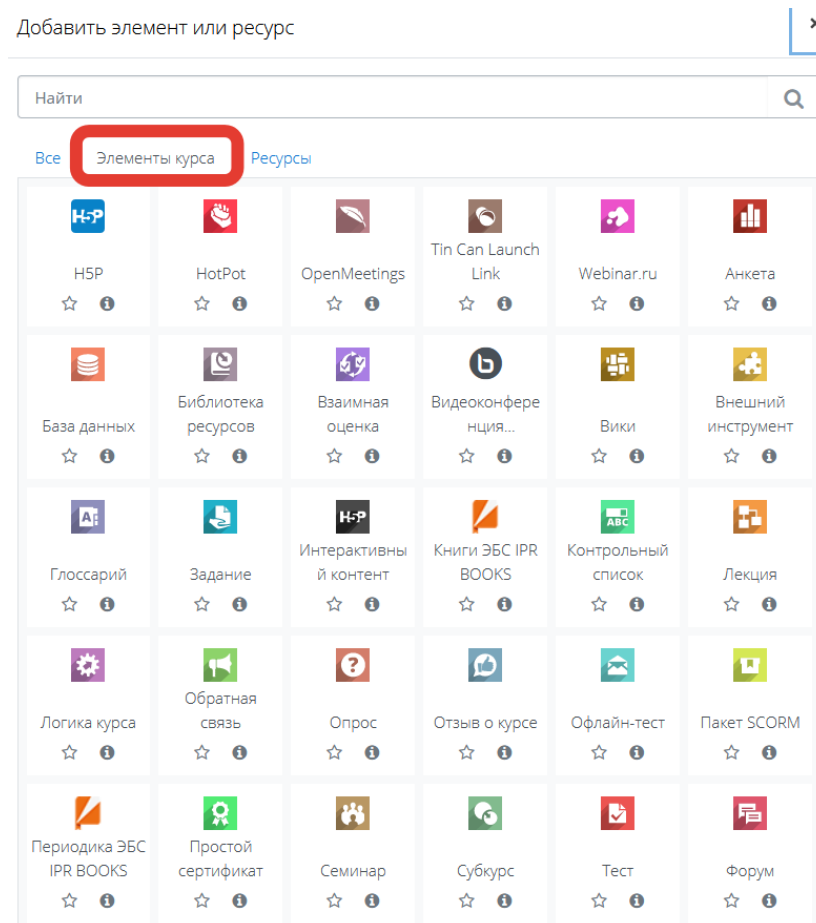 Добавить элемент или ресурс
×
Найти
Все Элементы курса Ресурсы
H5P HotPot OpenMeetings Tin Can Launch
Link Webinar.ru Анкета
База данных Библиотека
ресурсов Взаимная
оценка Видеоконфере
нция... Вики Внешний
инструмент
Глоссарий Задание Интерактивны
й контент Книги ЭБС IPR
BOOKS Контрольный
список Лекция
Логика курса Обратная
связь Опрос Отзыв о курсе Офлайн-тест Пакет SCORM
Периодика ЭБС
IPR BOOKS Простой
сертификат Семинар Субкурс Тест Форум